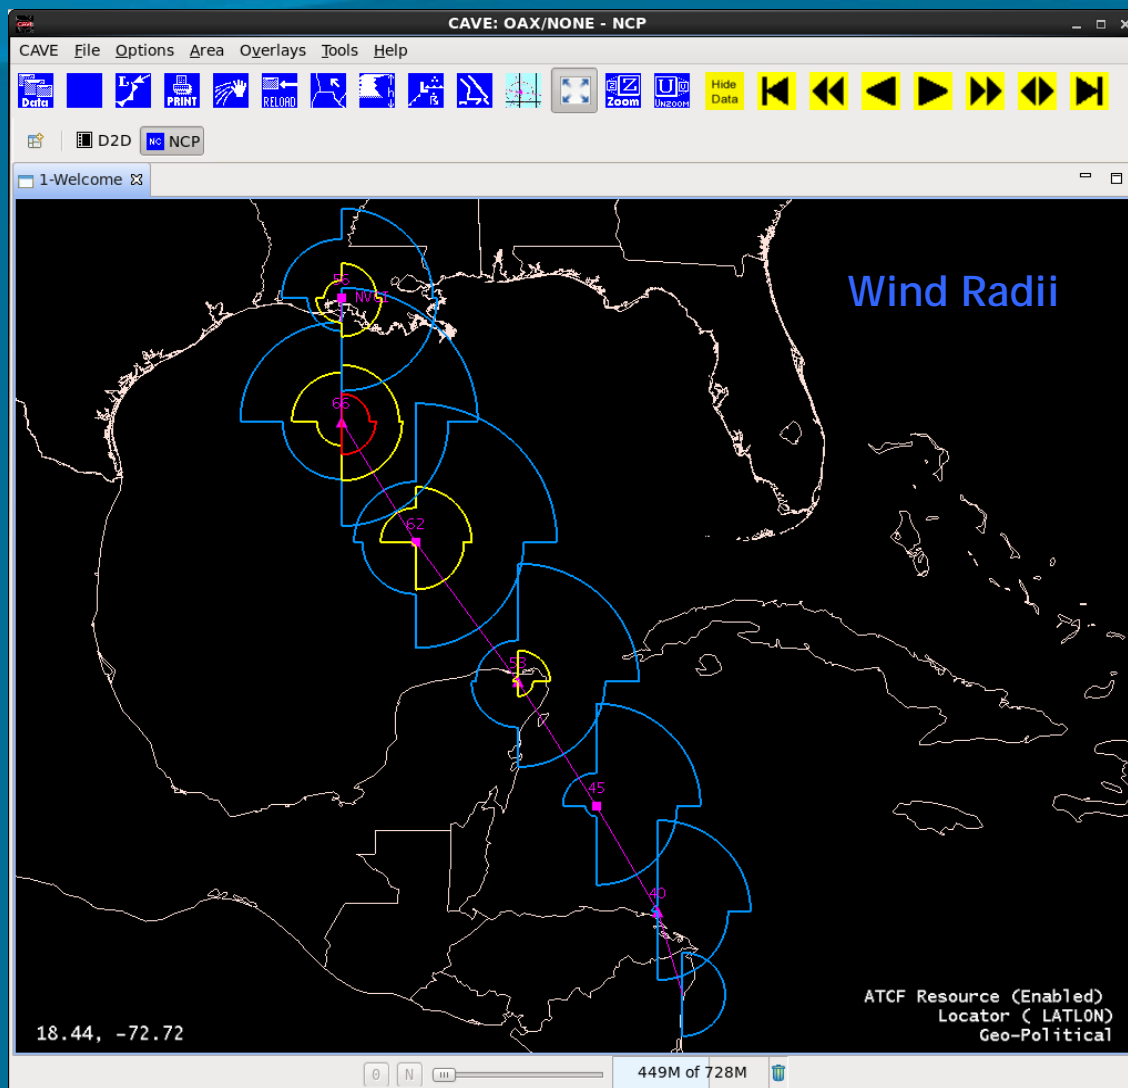 CAVE: OAX/NONE - NCP
CAVE File Options Area Overlays Tools Help
Data
PRINT
RELOAD
Zoom
UNZOOM
Hide
Data
D2D
NC NCP
1-Welcome
Wind Radii
66
62
53
45
40
ATCF Resource (Enabled)
Locator ( LATLON)
Geo-Political
18.44, -72.72
0 N
449M of 728M